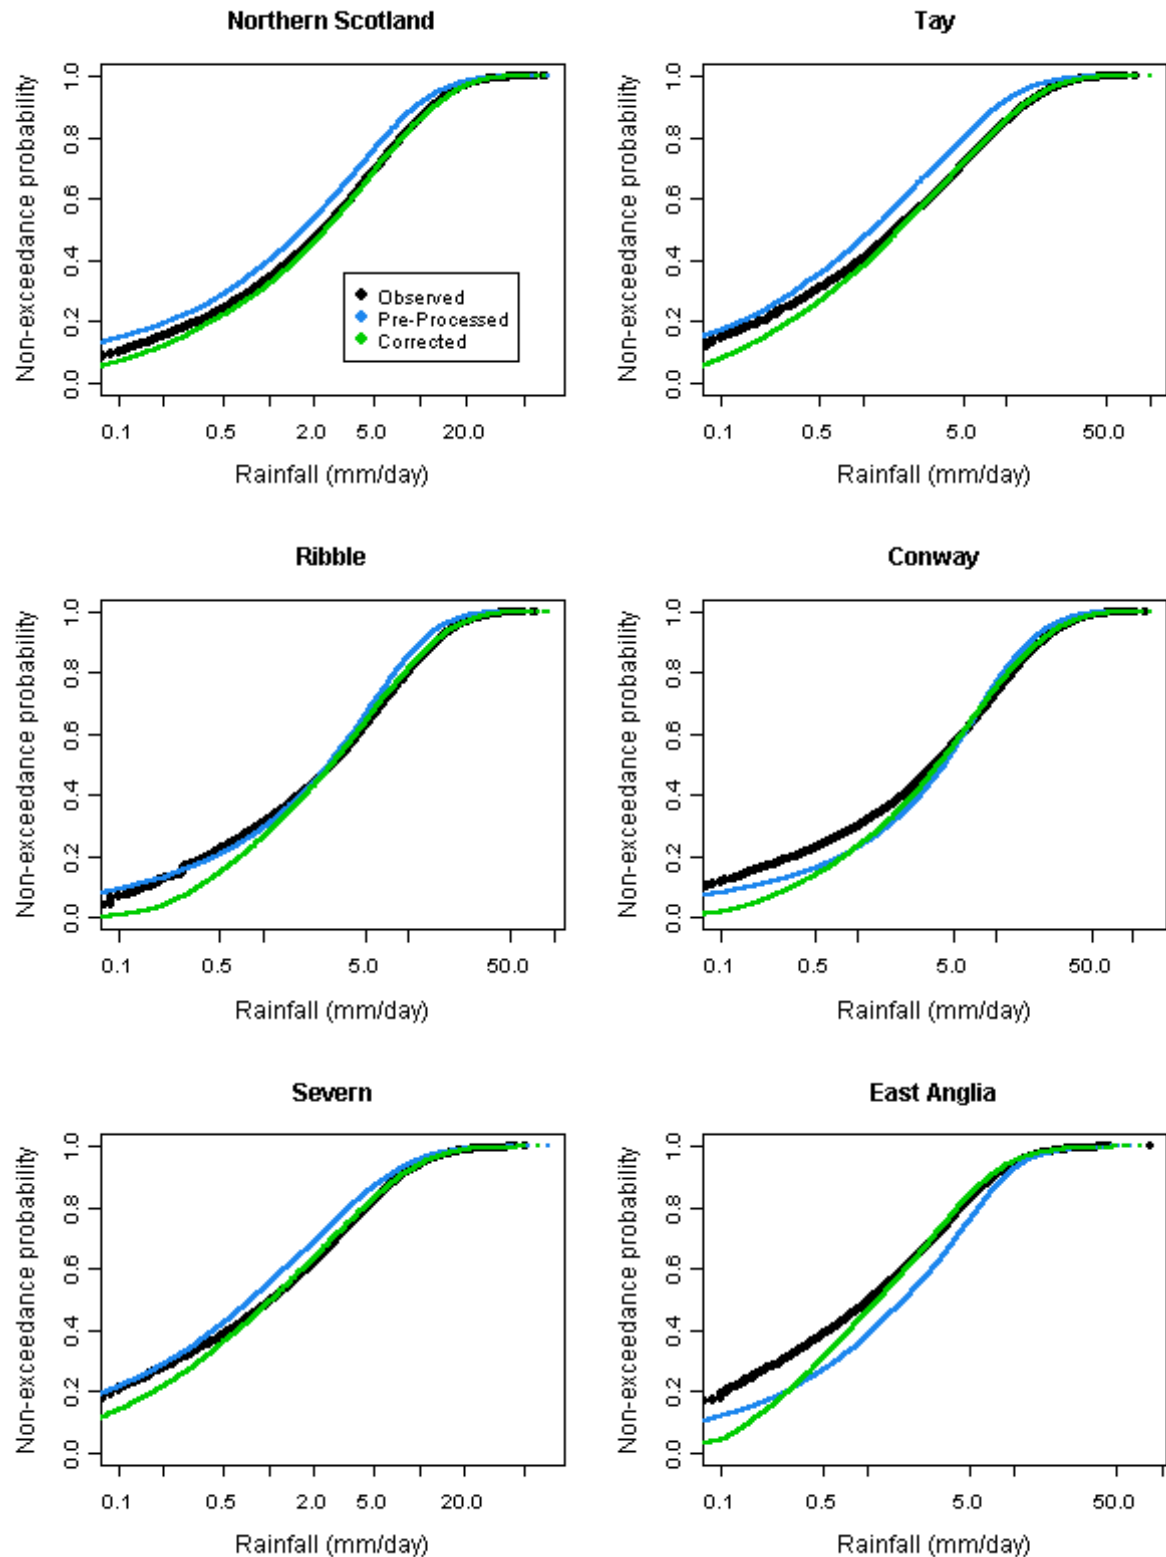 Northern Scotland
Non-exceedance probability
0.0 0.2 0.4 0.6 0.8 1.0
Observed
Pre-Processed
Corrected
0.1 0.5 2.0 5.0 20.0
Rainfall (mm/day)
Tay
Non-exceedance probability
0.0 0.2 0.4 0.6 0.8 1.0
0.1 0.5 5.0 50.0
Rainfall (mm/day)
Ribble
Non-exceedance probability
0.0 0.2 0.4 0.6 0.8 1.0
0.1 0.5 5.0 50.0
Rainfall (mm/day)
Conway
Non-exceedance probability
0.0 0.2 0.4 0.6 0.8 1.0
0.1 0.5 5.0 50.0
Rainfall (mm/day)
Severn
Non-exceedance probability
0.0 0.2 0.4 0.6 0.8 1.0
0.1 0.5 2.0 5.0 20.0
Rainfall (mm/day)
East Anglia
Non-exceedance probability
0.0 0.2 0.4 0.6 0.8 1.0
0.1 0.5 5.0 50.0
Rainfall (mm/day)